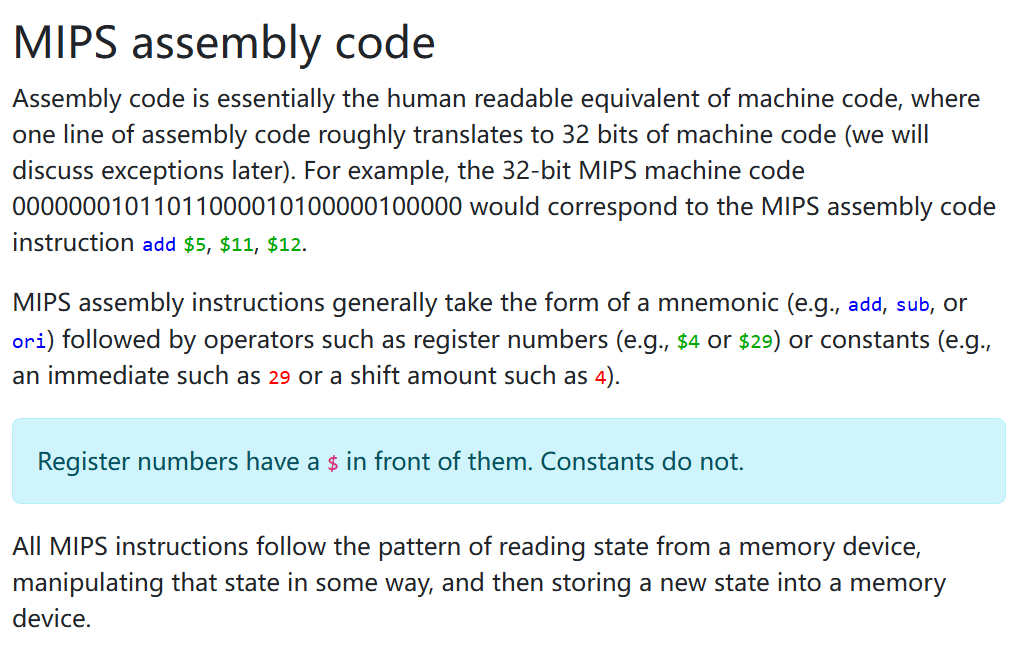 MIPS assembly code
Assembly code is essentially the human readable equivalent of machine code, where
one line of assembly code roughly translates to 32 bits of machine code (we will
discuss exceptions later). For example, the 32-bit MIPS machine code
00000001011011000010100000100000 would correspond to the MIPS assembly code
instruction add $5, $11, $12.
MIPS assembly instructions generally take the form of a mnemonic (e.g., add, sub, or
ori) followed by operators such as register numbers (e.g., $4 or $29) or constants (e.g.,
an immediate such as 29 or a shift amount such as 4).
Register numbers have a $ in front of them. Constants do not.
All MIPS instructions follow the pattern of reading state from a memory device,
manipulating that state in some way, and then storing a new state into a memory
device.